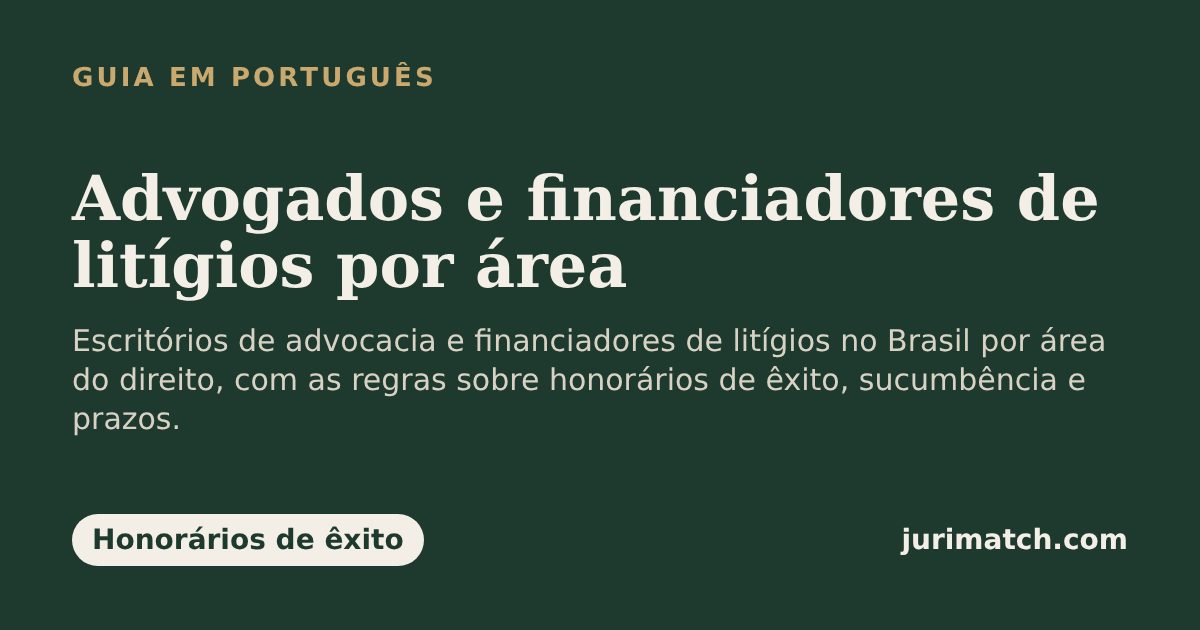 GUIA EM PORTUGUÊS
Advogados e financiadores de
litígios por área
Escritórios de advocacia e financiadores de litígios no Brasil por área
do direito, com as regras sobre honorários de êxito, sucumbência e
prazos.
Honorários de êxito
jurimatch.com